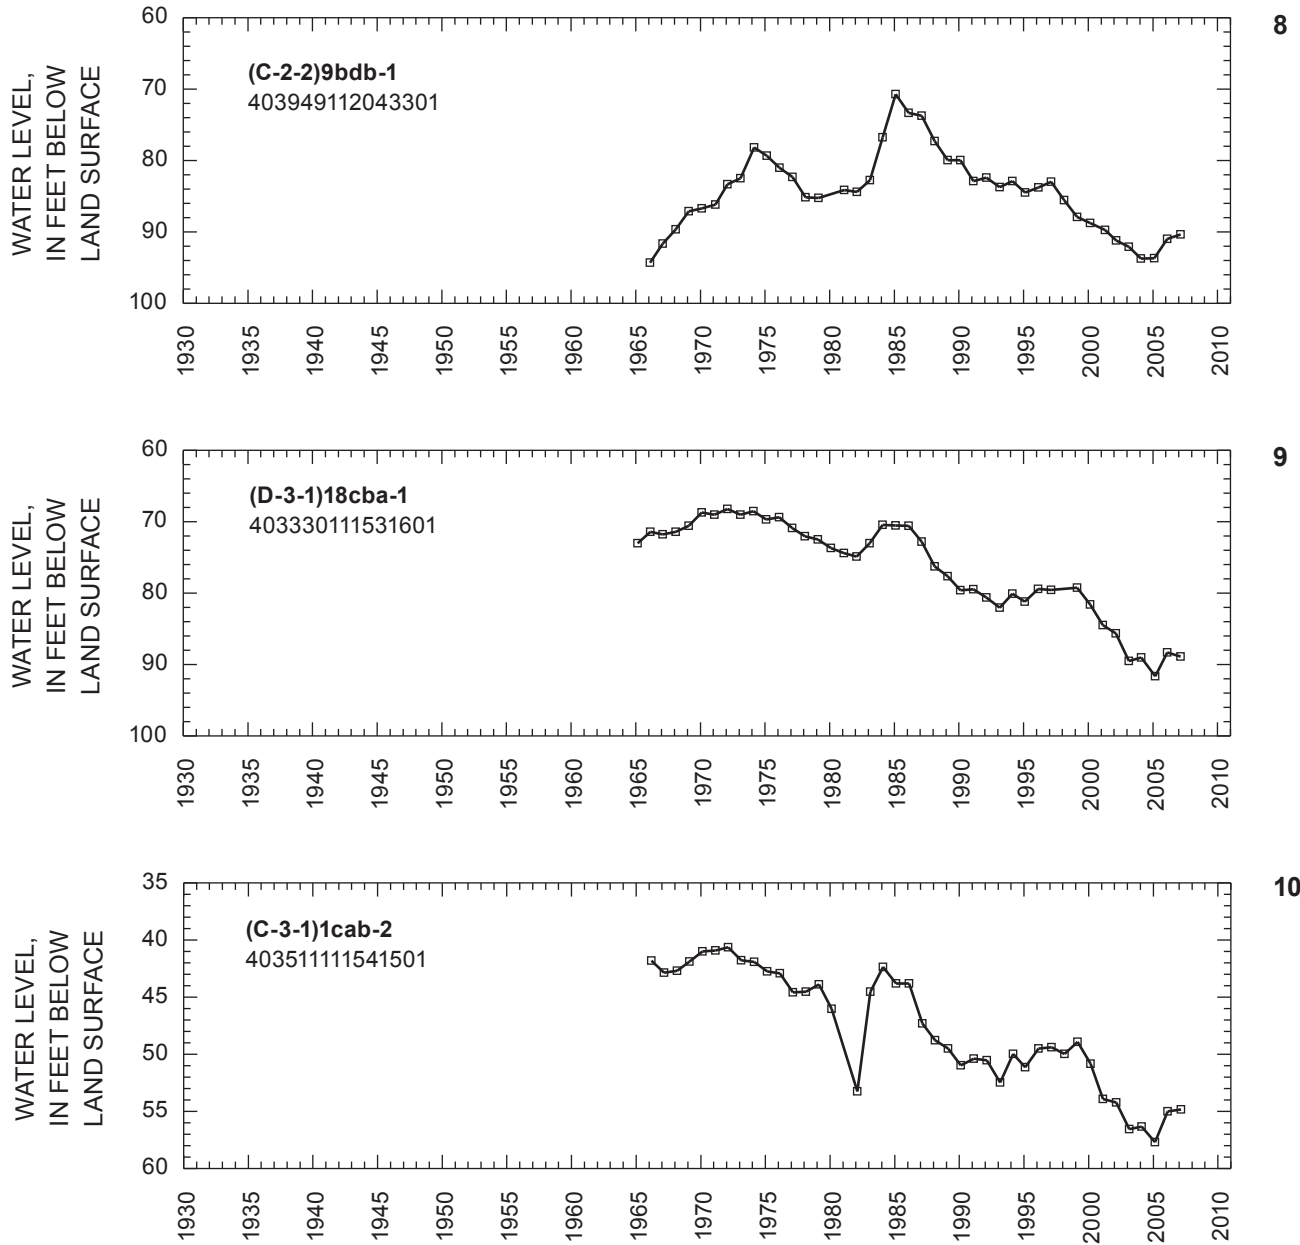 8
WATER LEVEL,
IN FEET BELOW
LAND SURFACE
60
70
80
90
100
(C-2-2)9bdb-1
403949112043301
1930 1935 1940 1945 1950 1955 1960 1965 1970 1975 1980 1985 1990 1995 2000 2005 2010
9
WATER LEVEL,
IN FEET BELOW
LAND SURFACE
60
70
80
90
100
(D-3-1)18cba-1
403330111531601
1930 1935 1940 1945 1950 1955 1960 1965 1970 1975 1980 1985 1990 1995 2000 2005 2010
10
WATER LEVEL,
IN FEET BELOW
LAND SURFACE
35
40
45
50
55
60
(C-3-1)1cab-2
403511111541501
1930 1935 1940 1945 1950 1955 1960 1965 1970 1975 1980 1985 1990 1995 2000 2005 2010